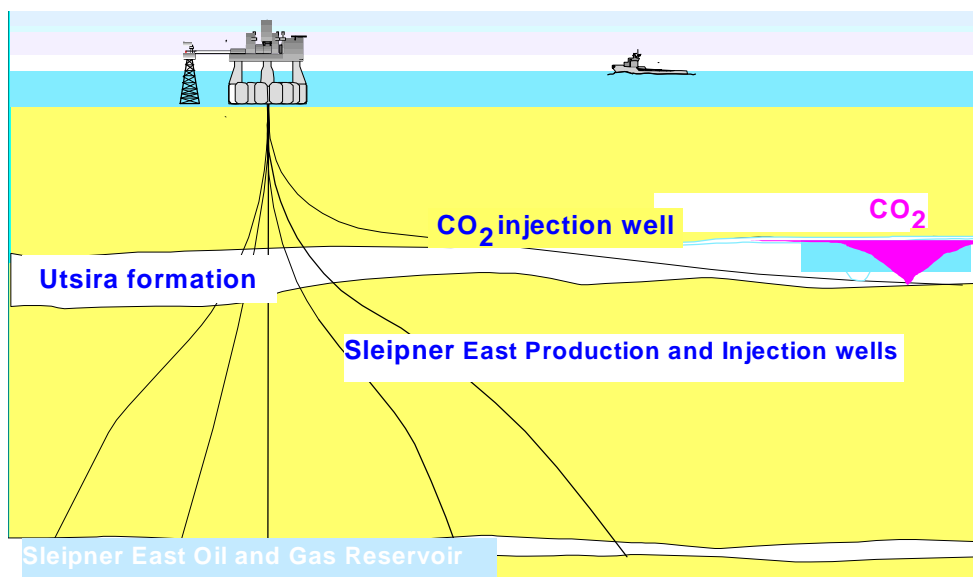 CO2
CO2 injection well
Utsira formation
Sleipner East Production and Injection wells
Sleipner East Oil and Gas Reservoir